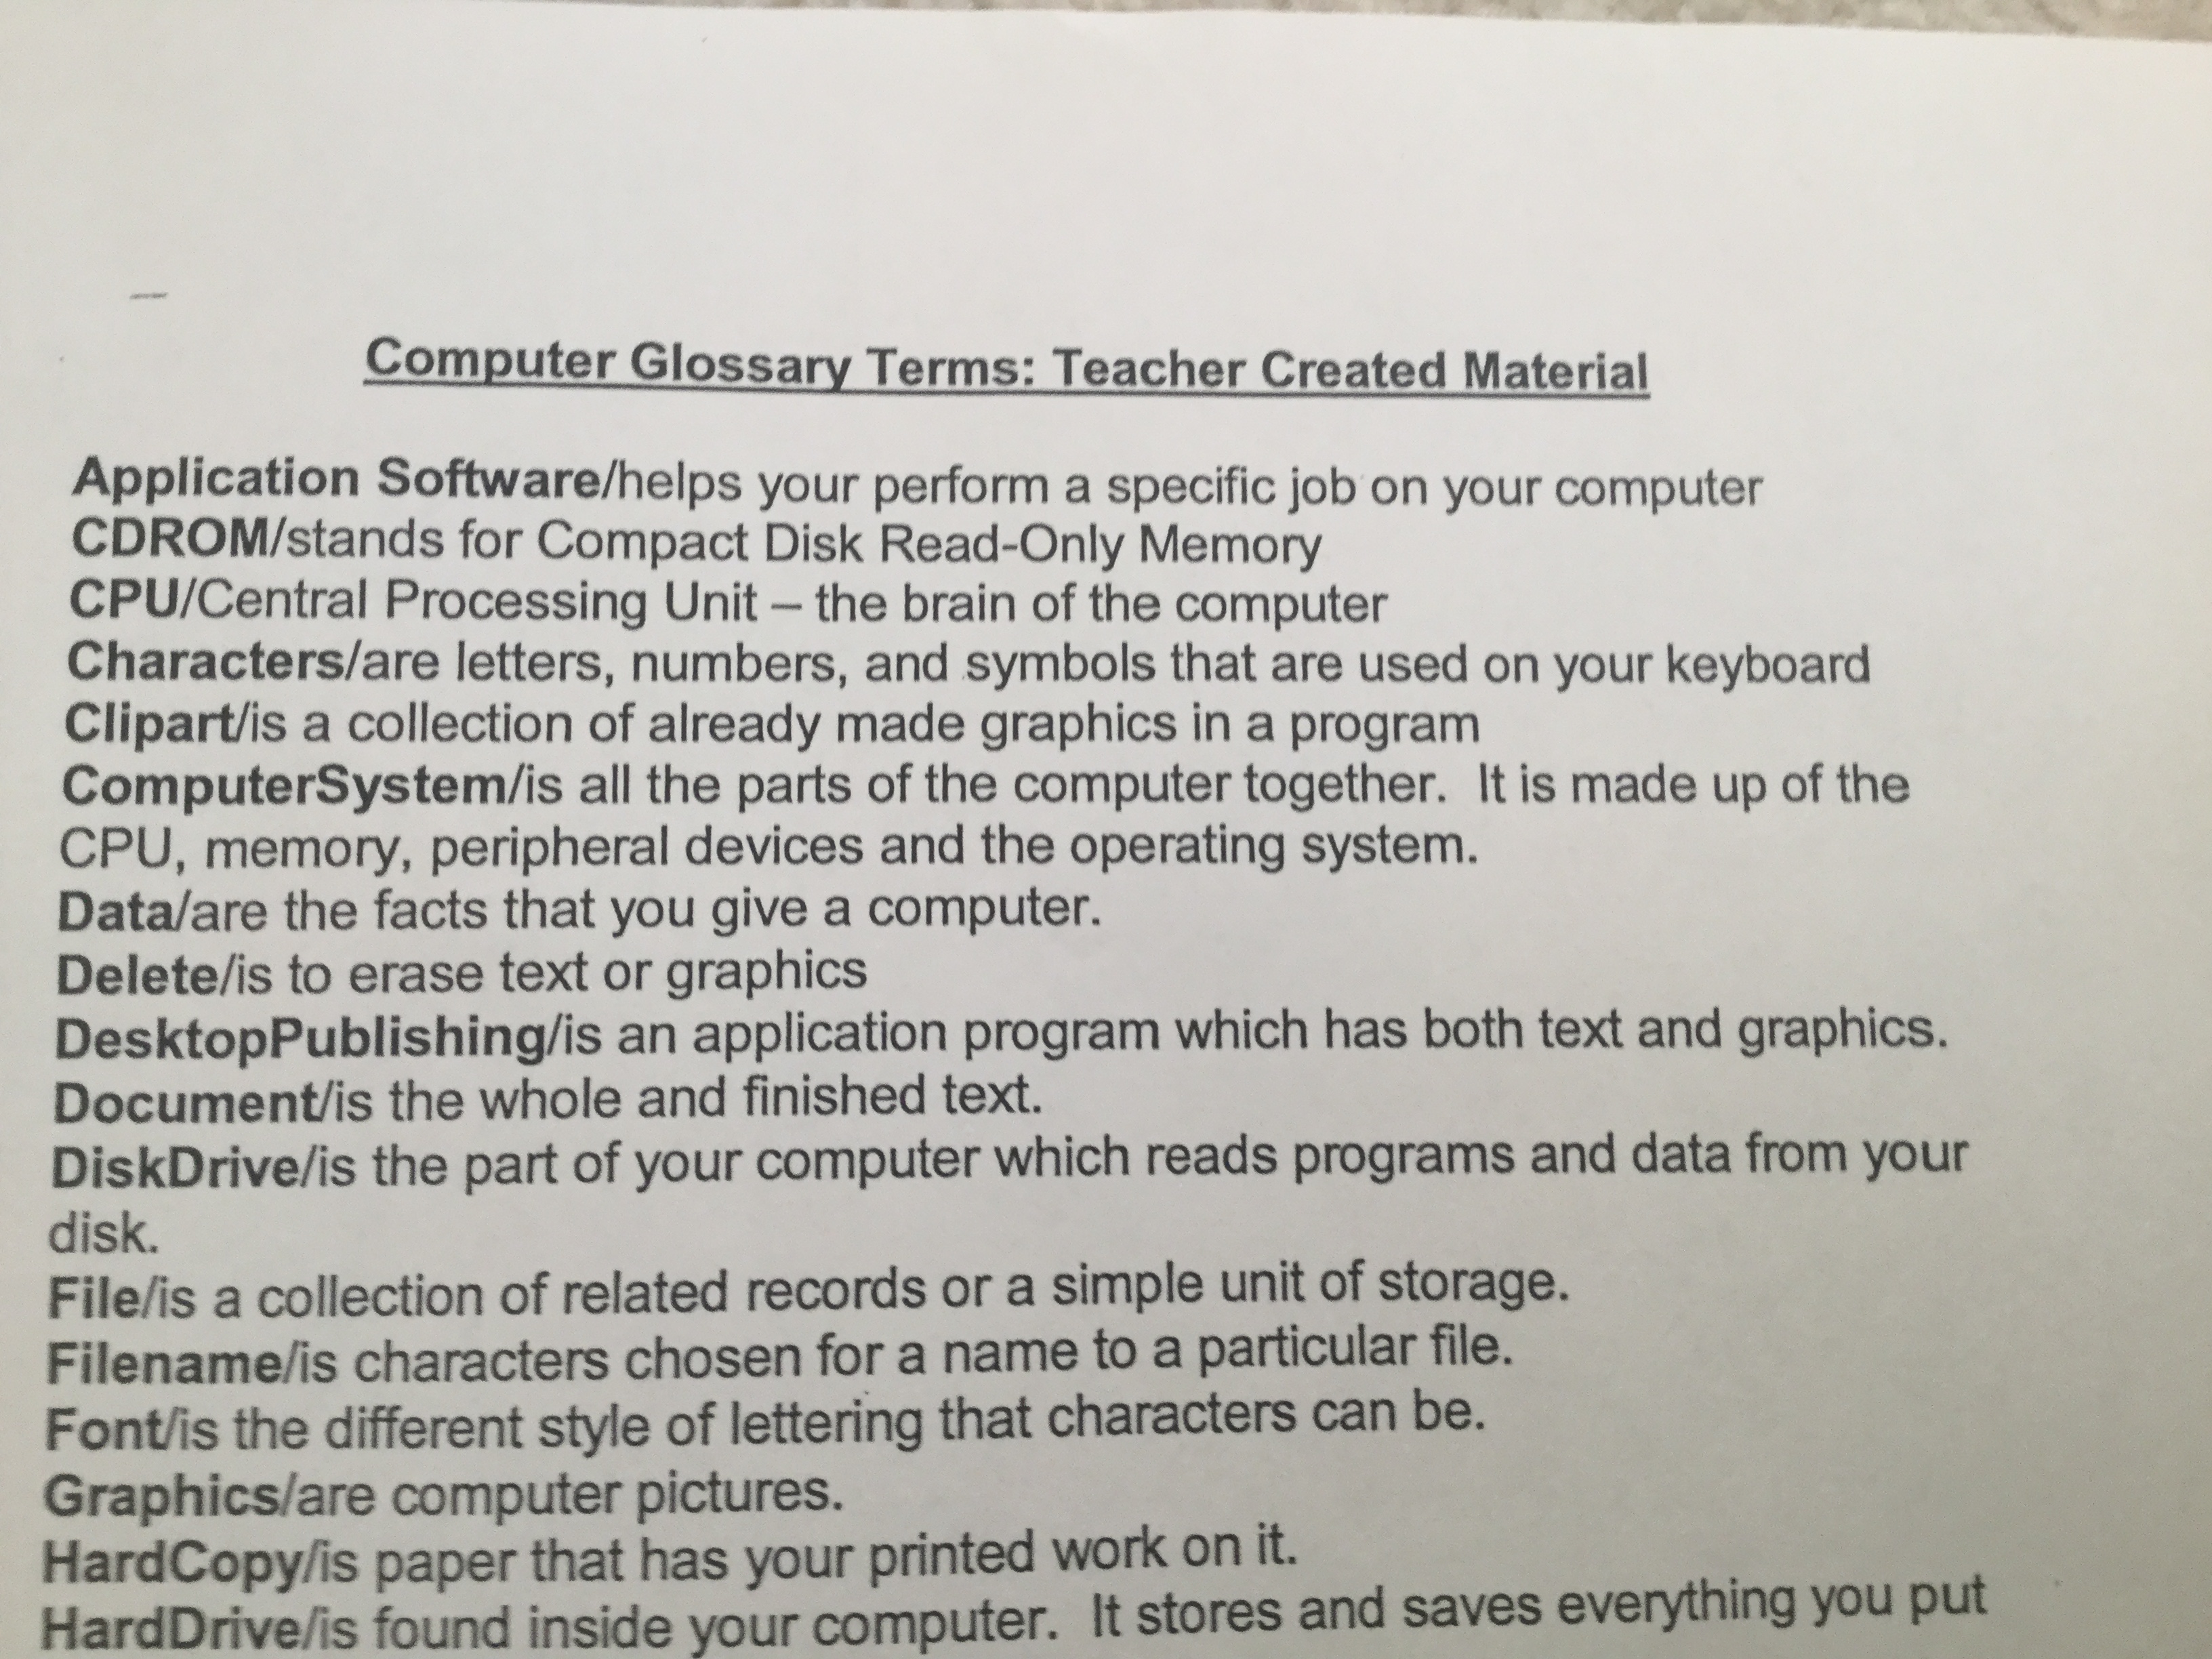 Computer Glossary Terms: Teacher Created Material
Application Software/helps your perform a specific job on your computer
CDROM/stands for Compact Disk Read-Only Memory
CPU/Central Processing Unit – the brain of the computer
Characters/are letters, numbers, and symbols that are used on your keyboard
Clipart/is a collection of already made graphics in a program
ComputerSystem/is all the parts of the computer together. It is made up of the
CPU, memory, peripheral devices and the operating system.
Data/are the facts that you give a computer.
Delete/is to erase text or graphics
DesktopPublishing/is an application program which has both text and graphics.
Document/is the whole and finished text.
DiskDrive/is the part of your computer which reads programs and data from your
disk.
File/is a collection of related records or a simple unit of storage.
Filename/is characters chosen for a name to a particular file.
Font/is the different style of lettering that characters can be.
Graphics/are computer pictures.
HardCopy/is paper that has your printed work on it.
HardDrive/is found inside your computer. It stores and saves everything you put